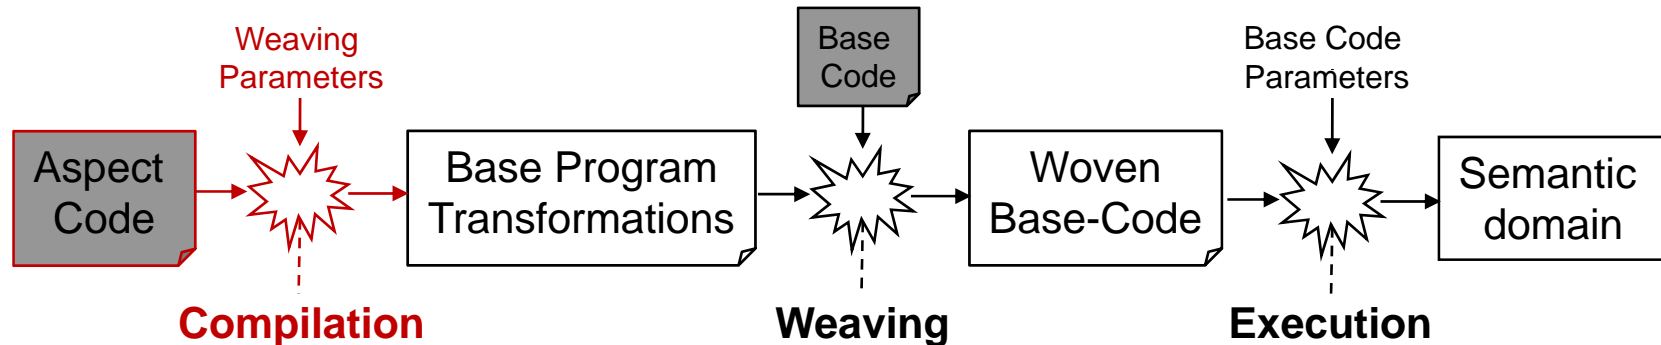 Weaving
Parameters
Base
Code
Base Code
Parameters
Aspect
Code
Base Program
Transformations
Woven
Base-Code
Semantic
domain
Compilation
Weaving
Execution